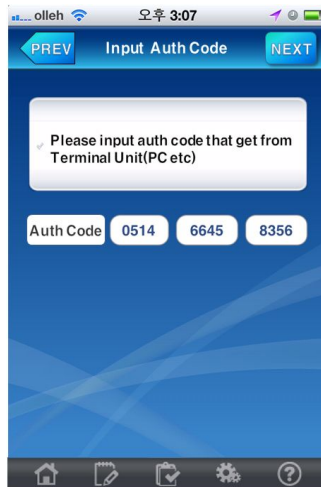 olleh 오후 3:07
PREV Input Auth Code NEXT
Please input auth code that get from
Terminal Unit(PC etc)
Auth Code 0514 6645 8356